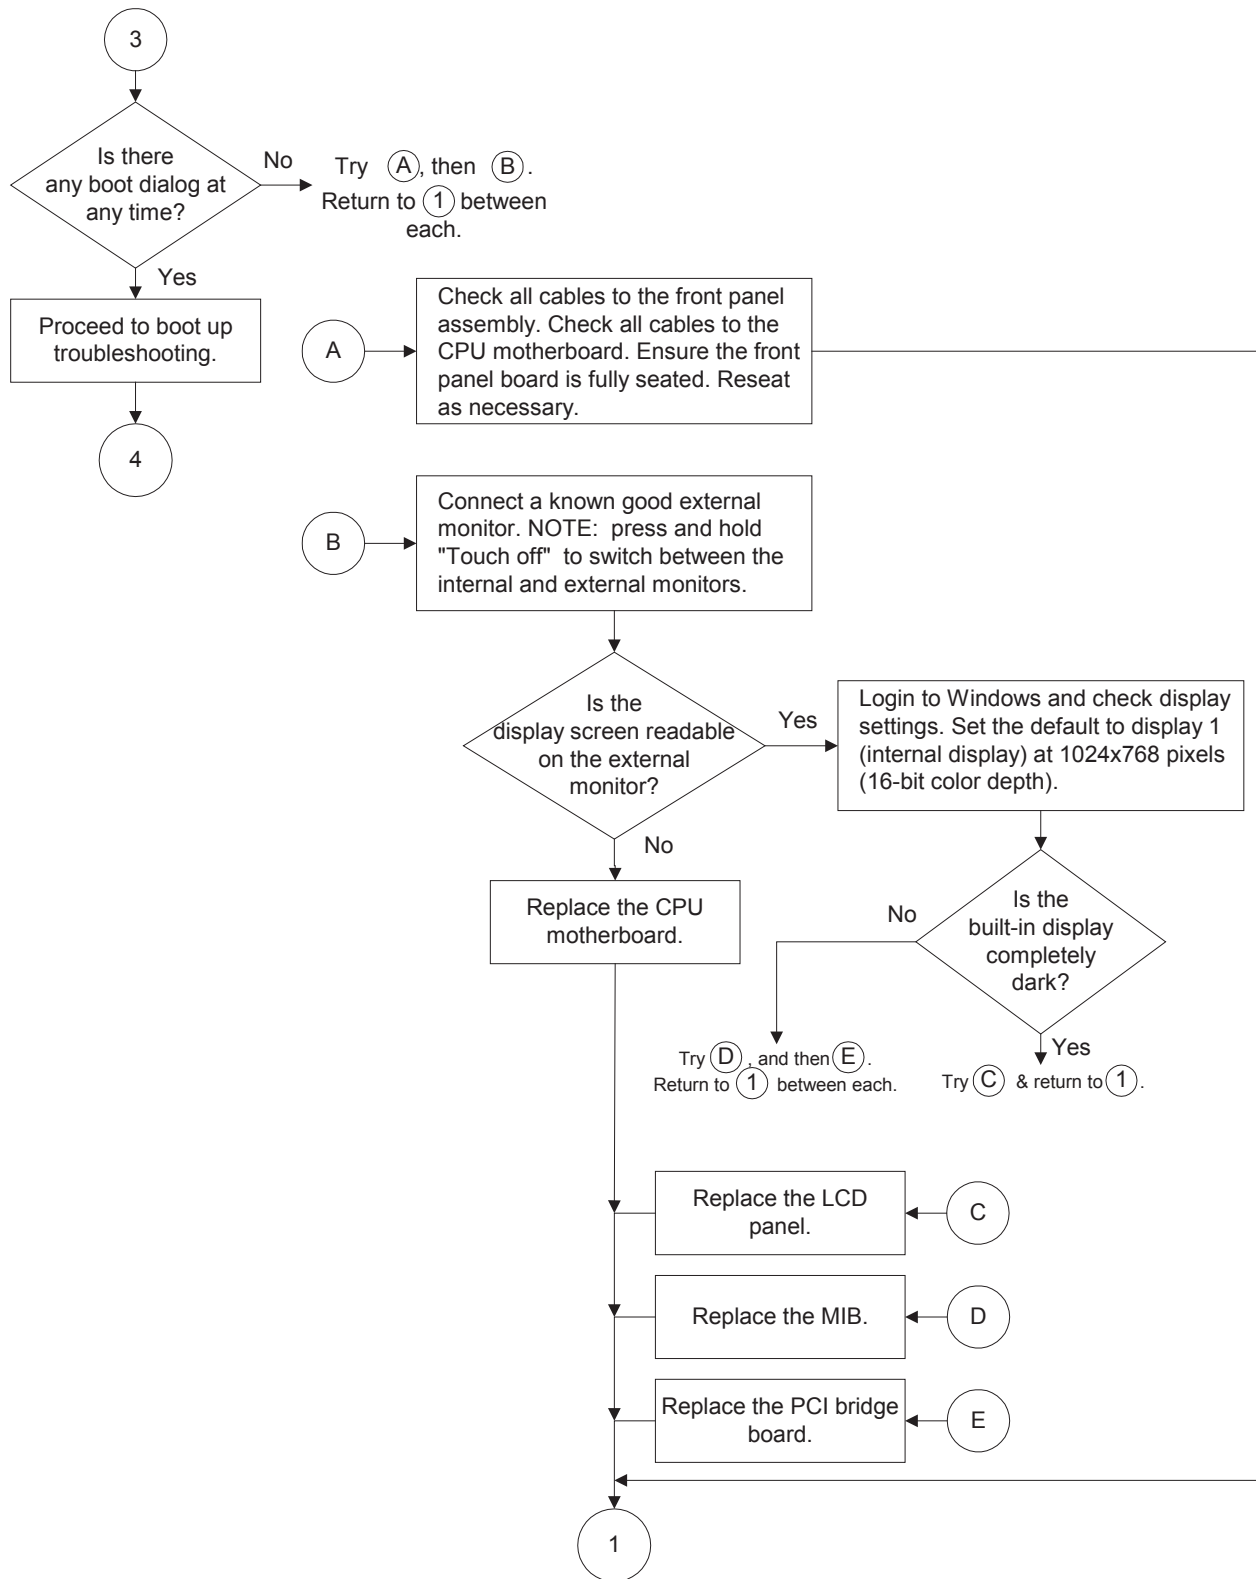 3
Is there
any boot dialog at
any time?
No
Try A, then B.
Return to 1 between
each.
Yes
Proceed to boot up
troubleshooting.
4
A
Check all cables to the front panel
assembly. Check all cables to the
CPU motherboard. Ensure the front
panel board is fully seated. Reseat
as necessary.
B
Connect a known good external
monitor. NOTE: press and hold
"Touch off" to switch between the
internal and external monitors.
Is the
display screen readable
on the external
monitor?
Yes
Login to Windows and check display
settings. Set the default to display 1
(internal display) at 1024x768 pixels
(16-bit color depth).
No
Replace the CPU
motherboard.
Is the
built-in display
completely
dark?
No
Try D, and then E.
Return to 1 between each.
Yes
Try C & return to 1.
Replace the LCD
panel.
C
Replace the MIB.
D
Replace the PCI bridge
board.
E
1